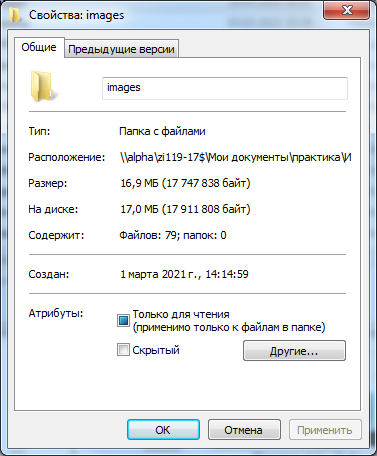 Свойства: images
Общие
Предыдущие версии
images
Тип: Папка с файлами
Расположение: \\alpha\zi119-17$\Мои документы\практика\И
Размер: 16,9 МБ (17 747 838 байт)
На диске: 17,0 МБ (17 911 808 байт)
Содержит: Файлов: 79; папок: 0
Создан: 1 марта 2021 г., 14:14:59
Атрибуты: Только для чтения
(применимо только к файлам в папке)
Скрытый
Другие...
ОК
Отмена
Применить